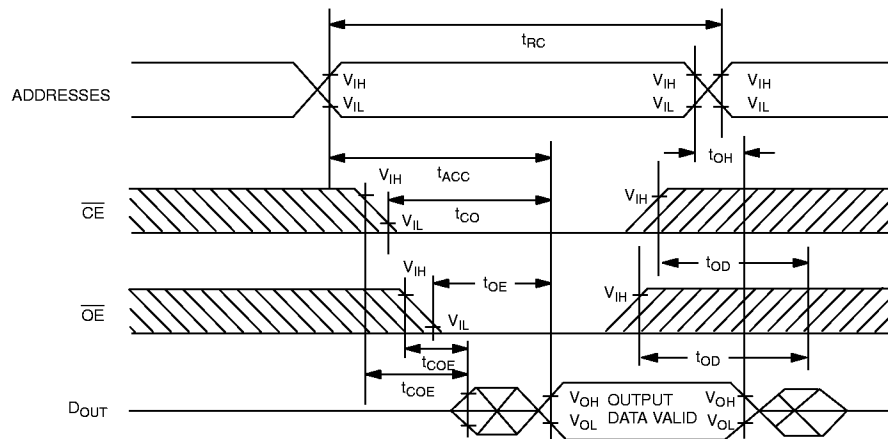 tRC
ADDRESSES
VIH
VIL
VIH
VIL
VIH
VIL
tOH
tACC
CE
VIH
tCO
VIL
VIH
tOD
OE
VIH
tOE
VIL
VIH
tOD
tCOE
tCOE
DOUT
VOH OUTPUT VOH
VOL DATA VALID VOL